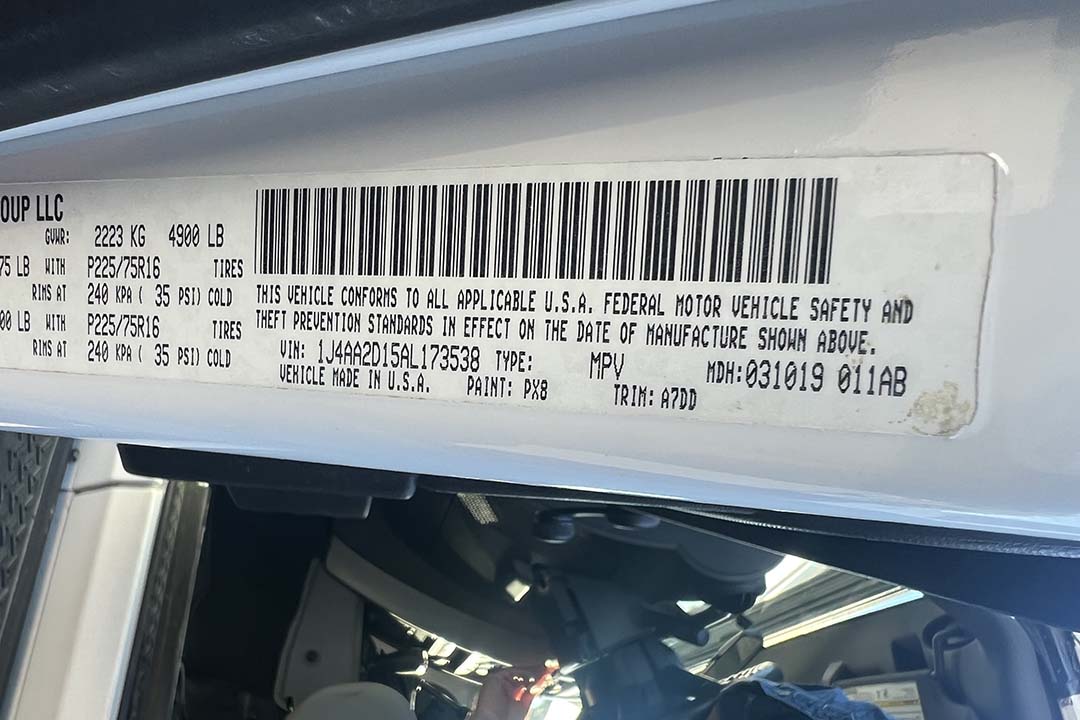 OUP LLC
GVWR: 2223 KG 4900 LB
75 LB WITH P225/75R16 TIRES
RIMS AT 240 KPA ( 35 PSI) COLD
00 LB WITH P225/75R16 TIRES
RIMS AT 240 KPA ( 35 PSI) COLD
THIS VEHICLE CONFORMS TO ALL APPLICABLE U.S.A. FEDERAL MOTOR VEHICLE SAFETY AND
THEFT PREVENTION STANDARDS IN EFFECT ON THE DATE OF MANUFACTURE SHOWN ABOVE.
VIN: 1J4AA2D15AL173538 TYPE: MPV MDH:031019 011AB
VEHICLE MADE IN U.S.A. PAINT: PX8 TRIM: A7DD